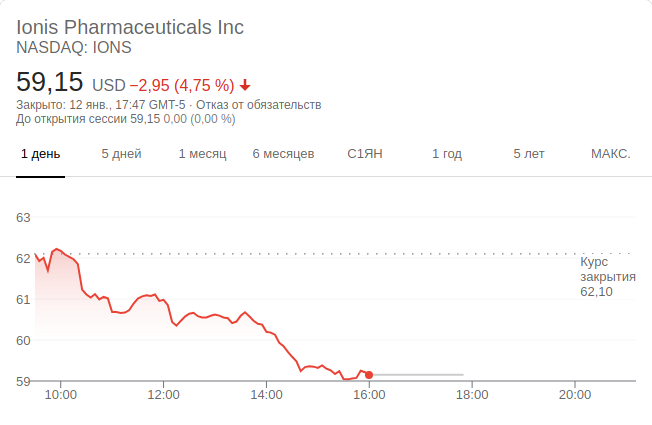 Ionis Pharmaceuticals Inc
NASDAQ: IONS
59,15 USD −2,95 (4,75 %)
Закрыто: 12 янв., 17:47 GMT-5 · Отказ от обязательств
До открытия сессии 59,15 0,00 (0,00 %)
1 день 5 дней 1 месяц 6 месяцев С1ЯН 1 год 5 лет МАКС.
63
62
Курс
закрытия
62,10
61
60
59
10:00 12:00 14:00 16:00 18:00 20:00